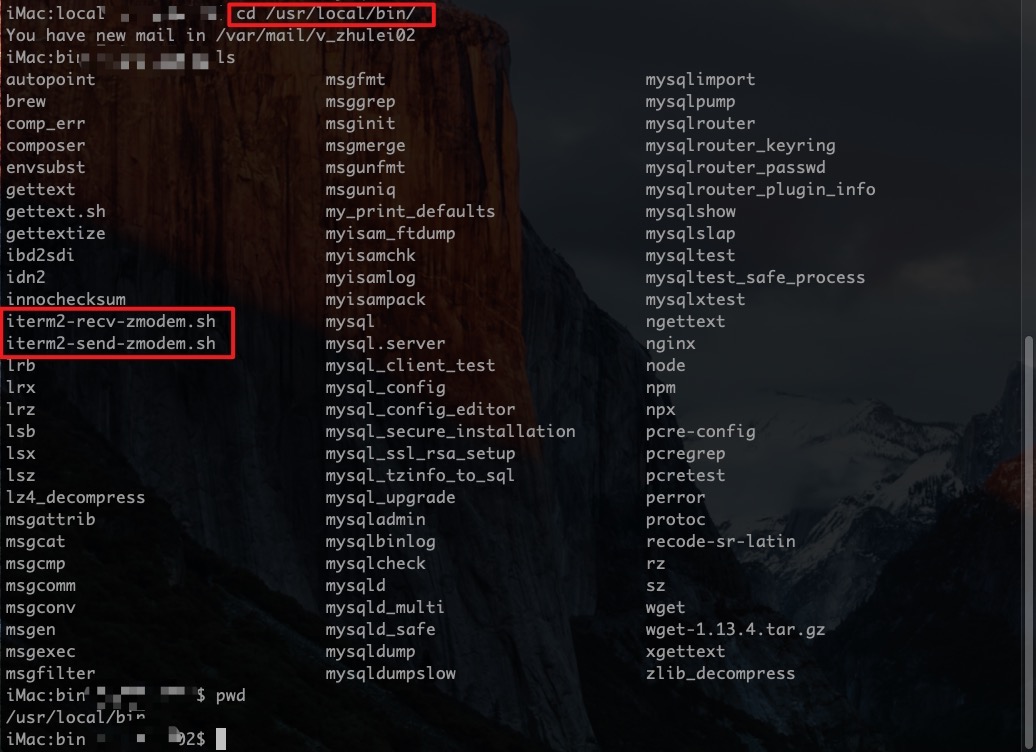 iMac:local cd /usr/local/bin/
You have new mail in /var/mail/v_zhulei02
iMac:bin ls
autopoint msgfmt mysqlimport
brew msggrep mysqlpump
comp_err msginit mysqlrouter
composer msgmerge mysqlrouter_keyring
envsubst msgunfmt mysqlrouter_passwd
gettext msguniq mysqlrouter_plugin_info
gettext.sh my_print_defaults mysqlshow
gettextize myisam_ftdump mysqlslap
ibd2sdi myisamchk mysqltest
idn2 myisamlog mysqltest_safe_process
innochecksum myisampack mysqlxtest
iterm2-recv-zmodem.sh mysql ngettext
iterm2-send-zmodem.sh mysql.server nginx
lrb mysql_client_test node
lrx mysql_config npm
lrz mysql_config_editor npx
lsb mysql_secure_installation pcre-config
lsx mysql_ssl_rsa_setup pcregrep
lsz mysql_tzinfo_to_sql pcretest
lz4_decompress mysql_upgrade perror
msgattrib mysqladmin protoc
msgcat mysqlbinlog recode-sr-latin
msgcmp mysqlcheck rz
msgcomm mysqld sz
msgconv mysqld_multi wget
msgen mysqld_safe wget-1.13.4.tar.gz
msgexec mysqldump xgettext
msgfilter mysqldumpslow zlib_decompress
iMac:bin $ pwd
/usr/local/bin
iMac:bin 02$